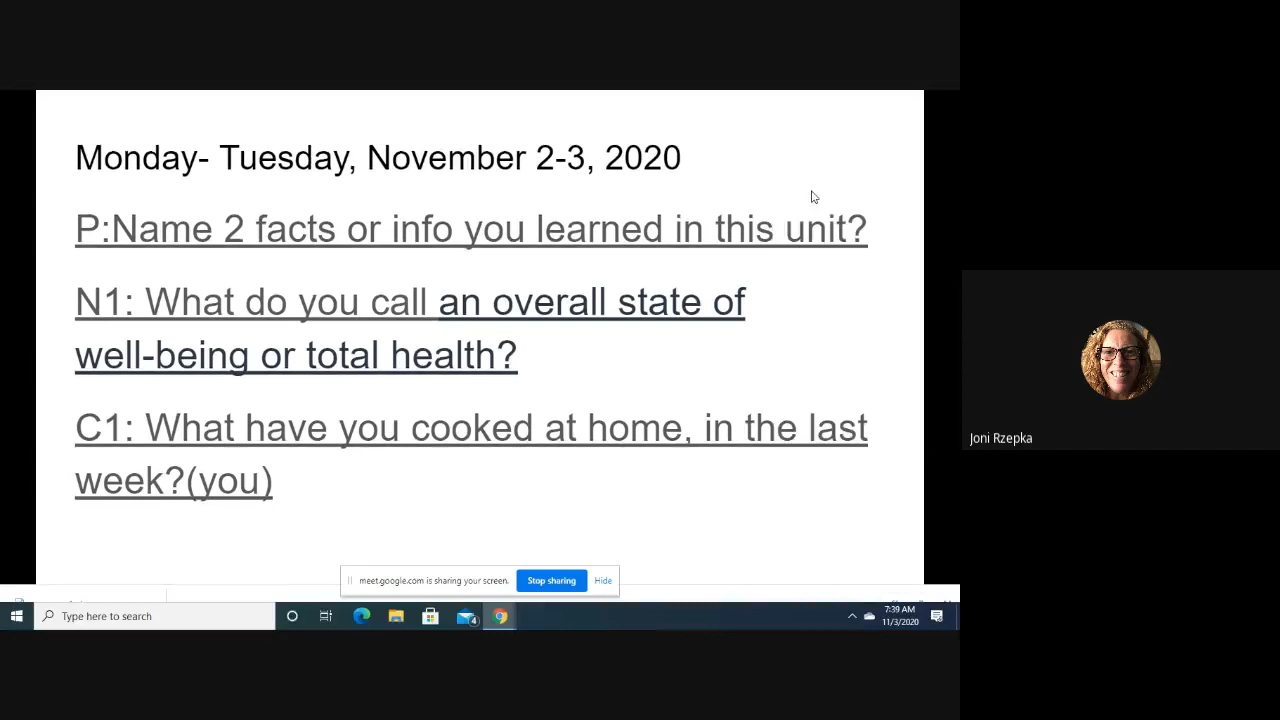 Monday- Tuesday, November 2-3, 2020
P:Name 2 facts or info you learned in this unit?
N1: What do you call an overall state of
well-being or total health?
C1: What have you cooked at home, in the last
week?(you)
Joni Rzepka
meet.google.com is sharing your screen.
Stop sharing
Hide
Type here to search
4
7:39 AM
11/3/2020